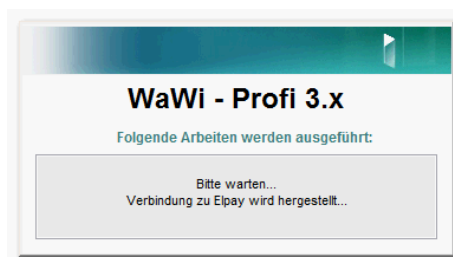 WaWi - Profi 3.x
Folgende Arbeiten werden ausgeführt:
Bitte warten...
Verbindung zu Elpay wird hergestellt...